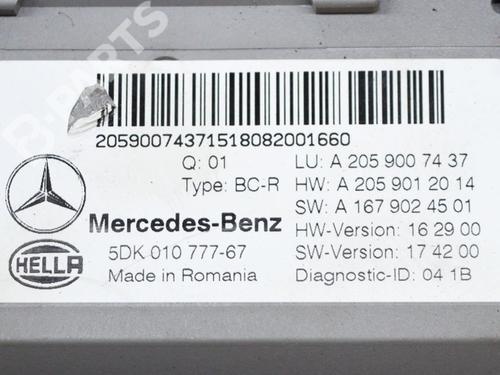 B-PARTS
20590074371518082001660
Q: 01
Type: BC-R
Mercedes-Benz
HELLA
5DK 010 777-67
Made in Romania
LU: A 205 900 74 37
HW: A 205 901 20 14
SW: A 167 902 45 01
HW-Version: 16 29 00
SW-Version: 17 42 00
Diagnostic-ID: 04 1B